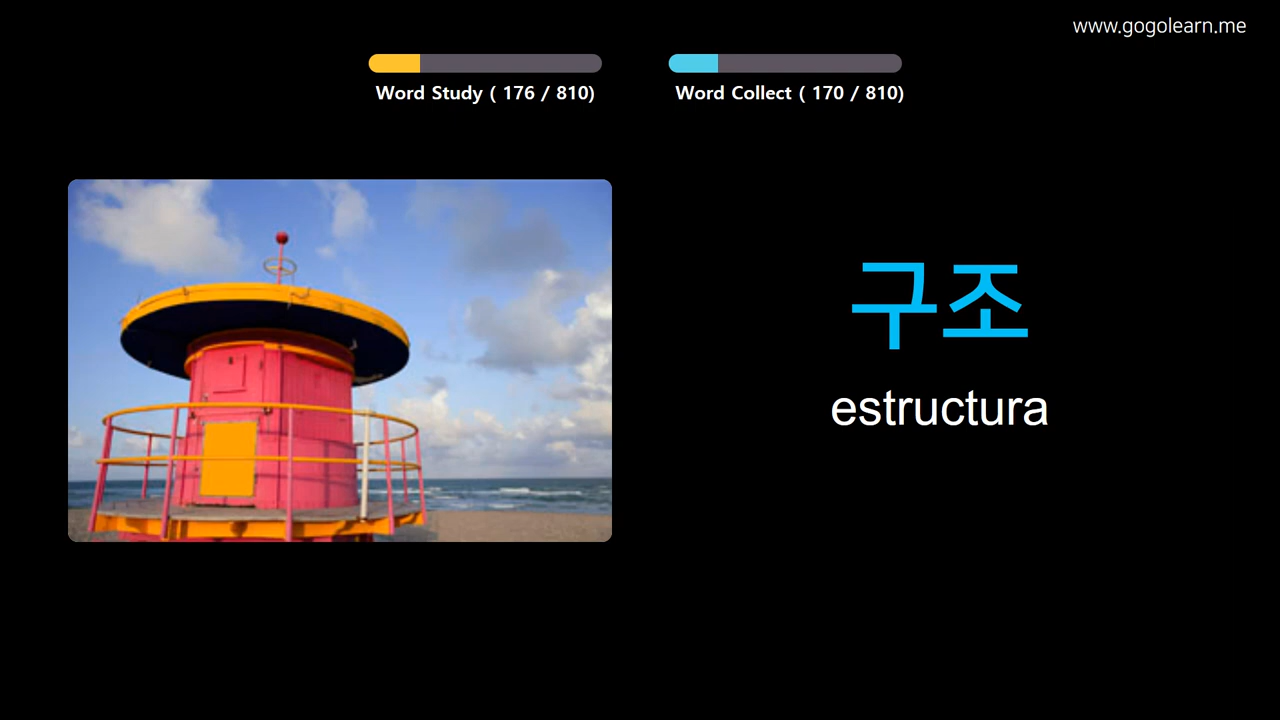 www.gogolearn.me
Word Study ( 176 / 810)
Word Collect ( 170 / 810)
구조
estructura